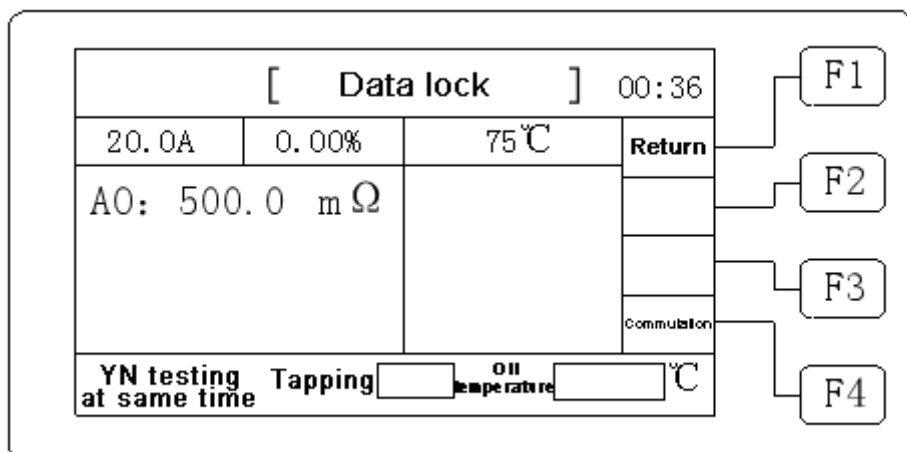 [ Data lock ] 00:36
F1
20.0A 0.00% 75℃ Return
F2
AO: 500.0 mΩ
F3
Commutation
YN testing
at same time
Tapping
Oil
temperature
℃
F4